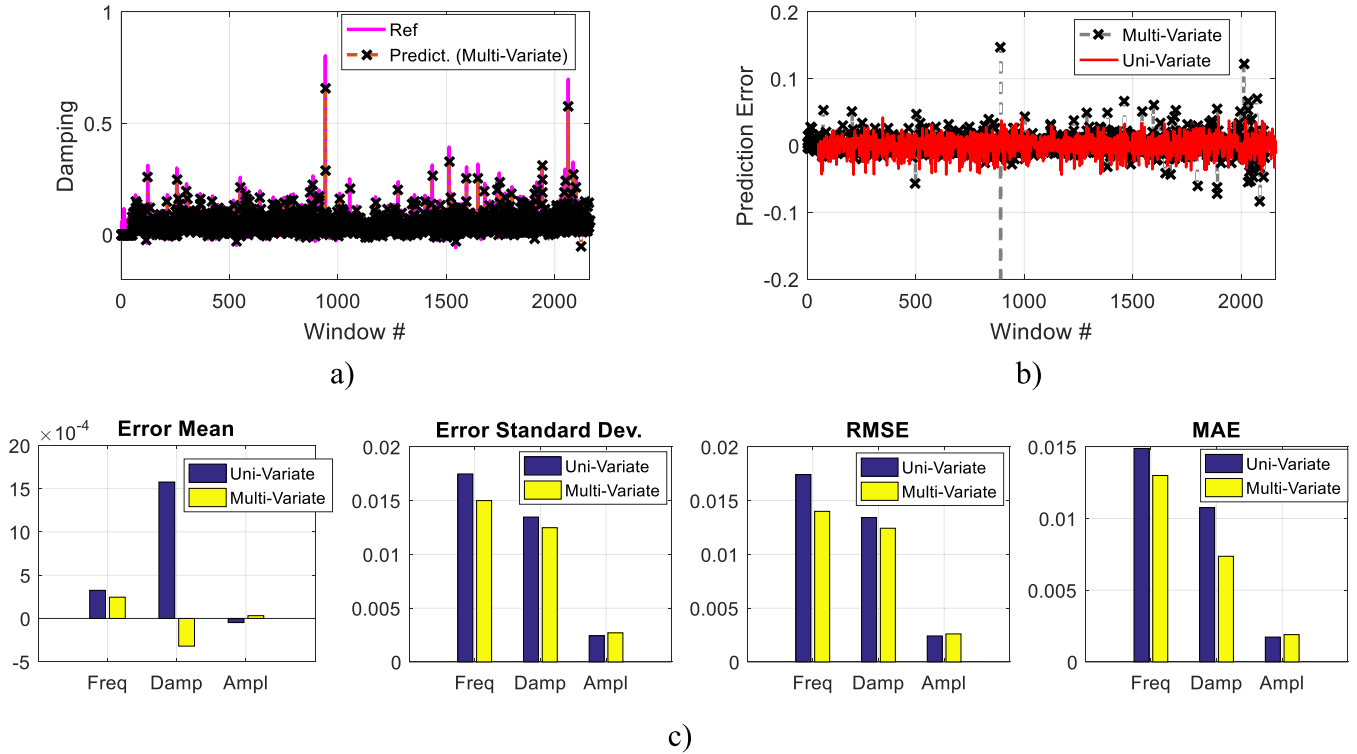 1
0.5
0
Damping
Ref
Predict. (Multi-Variate)
0 500 1000 1500 2000
Window #
a)
0.2
0.1
0
-0.1
-0.2
Prediction Error
Multi-Variate
Uni-Variate
0 500 1000 1500 2000
Window #
b)
Error Mean
×10⁻⁴
20
15
10
5
0
-5
Uni-Variate
Multi-Variate
Freq Damp Ampl
Error Standard Dev.
0.02
0.015
0.01
0.005
0
Uni-Variate
Multi-Variate
Freq Damp Ampl
RMSE
0.02
0.015
0.01
0.005
0
Uni-Variate
Multi-Variate
Freq Damp Ampl
MAE
0.015
0.01
0.005
0
Uni-Variate
Multi-Variate
Freq Damp Ampl
c)